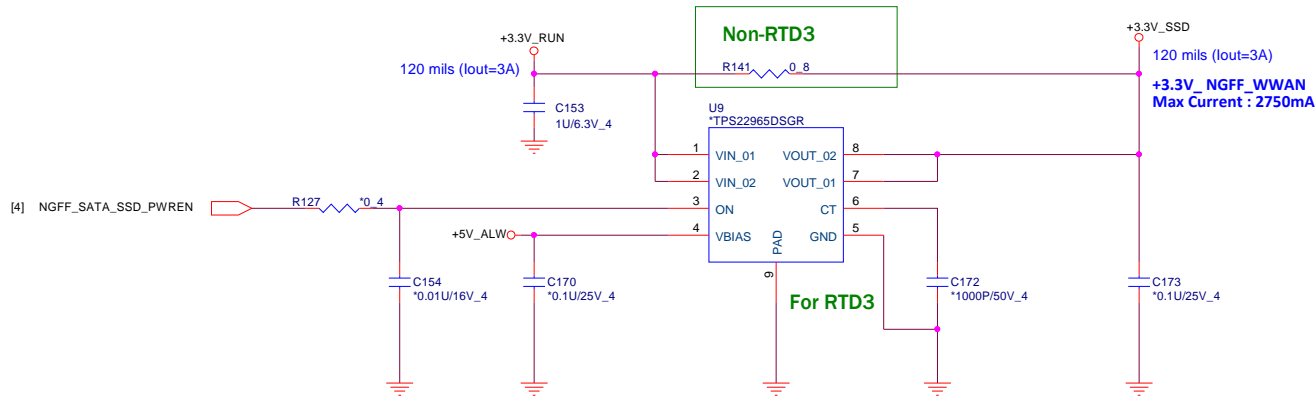 Non-RTD3
+3.3V_RUN
+3.3V_SSD
120 mils (Iout=3A)
R141
0_8
120 mils (Iout=3A)
+3.3V_ NGFF_WWAN
Max Current : 2750mA
C153
1U/6.3V_4
U9
*TPS22965DSGR
1
VIN_01
VOUT_02
8
2
VIN_02
VOUT_01
7
[4]
NGFF_SATA_SSD_PWREN
R127
*0_4
3
ON
CT
6
+5V_ALW
4
VBIAS
GND
5
PAD
9
C154
*0.01U/16V_4
C170
*0.1U/25V_4
For RTD3
C172
*1000P/50V_4
C173
*0.1U/25V_4